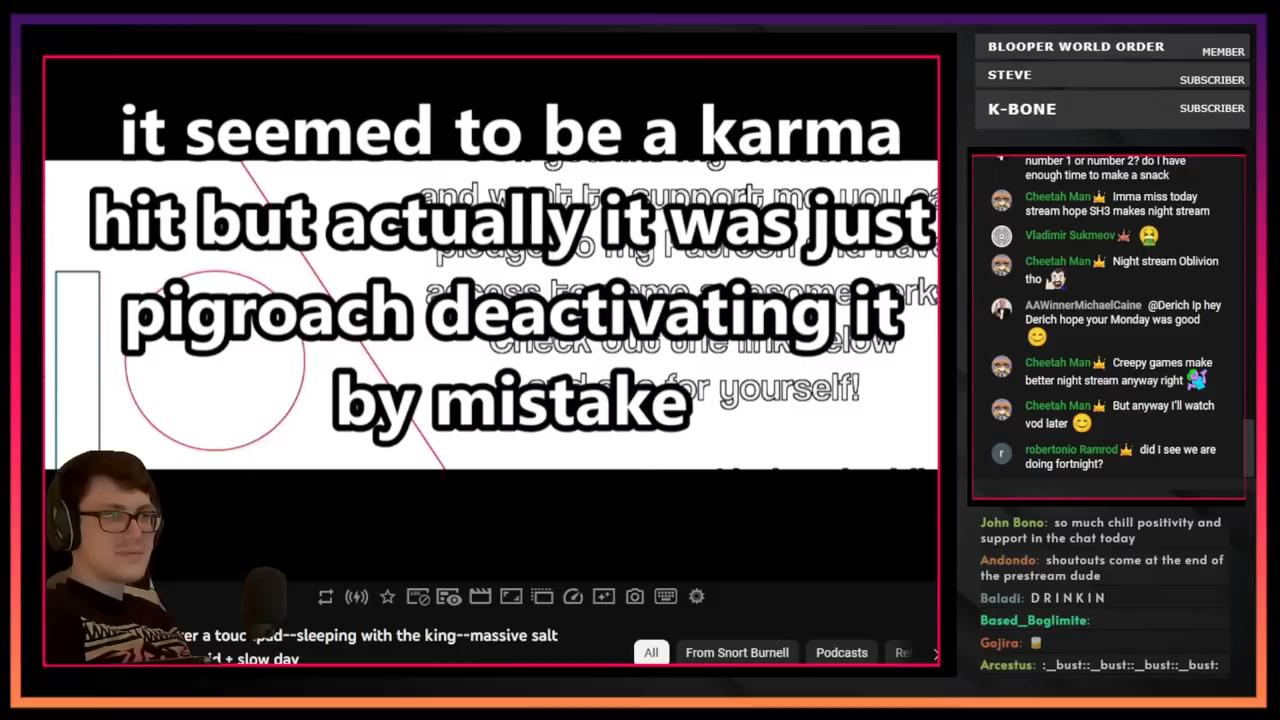 it seemed to be a karma
hit but actually it was just
pigroach deactivating it
by mistake
for yourself!
sleeping with the king--massive salt
+ slow day
All
From Snort Burnell
Podcasts
Re
BLOOPER WORLD ORDER
MEMBER
STEVE
SUBSCRIBER
K-BONE
SUBSCRIBER
number 1 or number 2? do I have
enough time to make a snack
Cheetah Man Imma miss today
stream hope SH3 makes night stream
Vladimir Sukmeov
Cheetah Man Night stream Oblivion
tho
AAWinnerMichaelCaine @Derich Ip hey
Derich hope your Monday was good
Cheetah Man Creepy games make
better night stream anyway right
Cheetah Man But anyway I'll watch
vod later
r
robertonio Ramrod did I see we are
doing fortnight?
John Bono: so much chill positivity and
support in the chat today
Andondo: shoutouts come at the end of
the prestream dude
Baladi: D R I N K I N
Based_Boglimite:
Gojira:
Arcestus: :_bust::_bust::_bust::_bust: